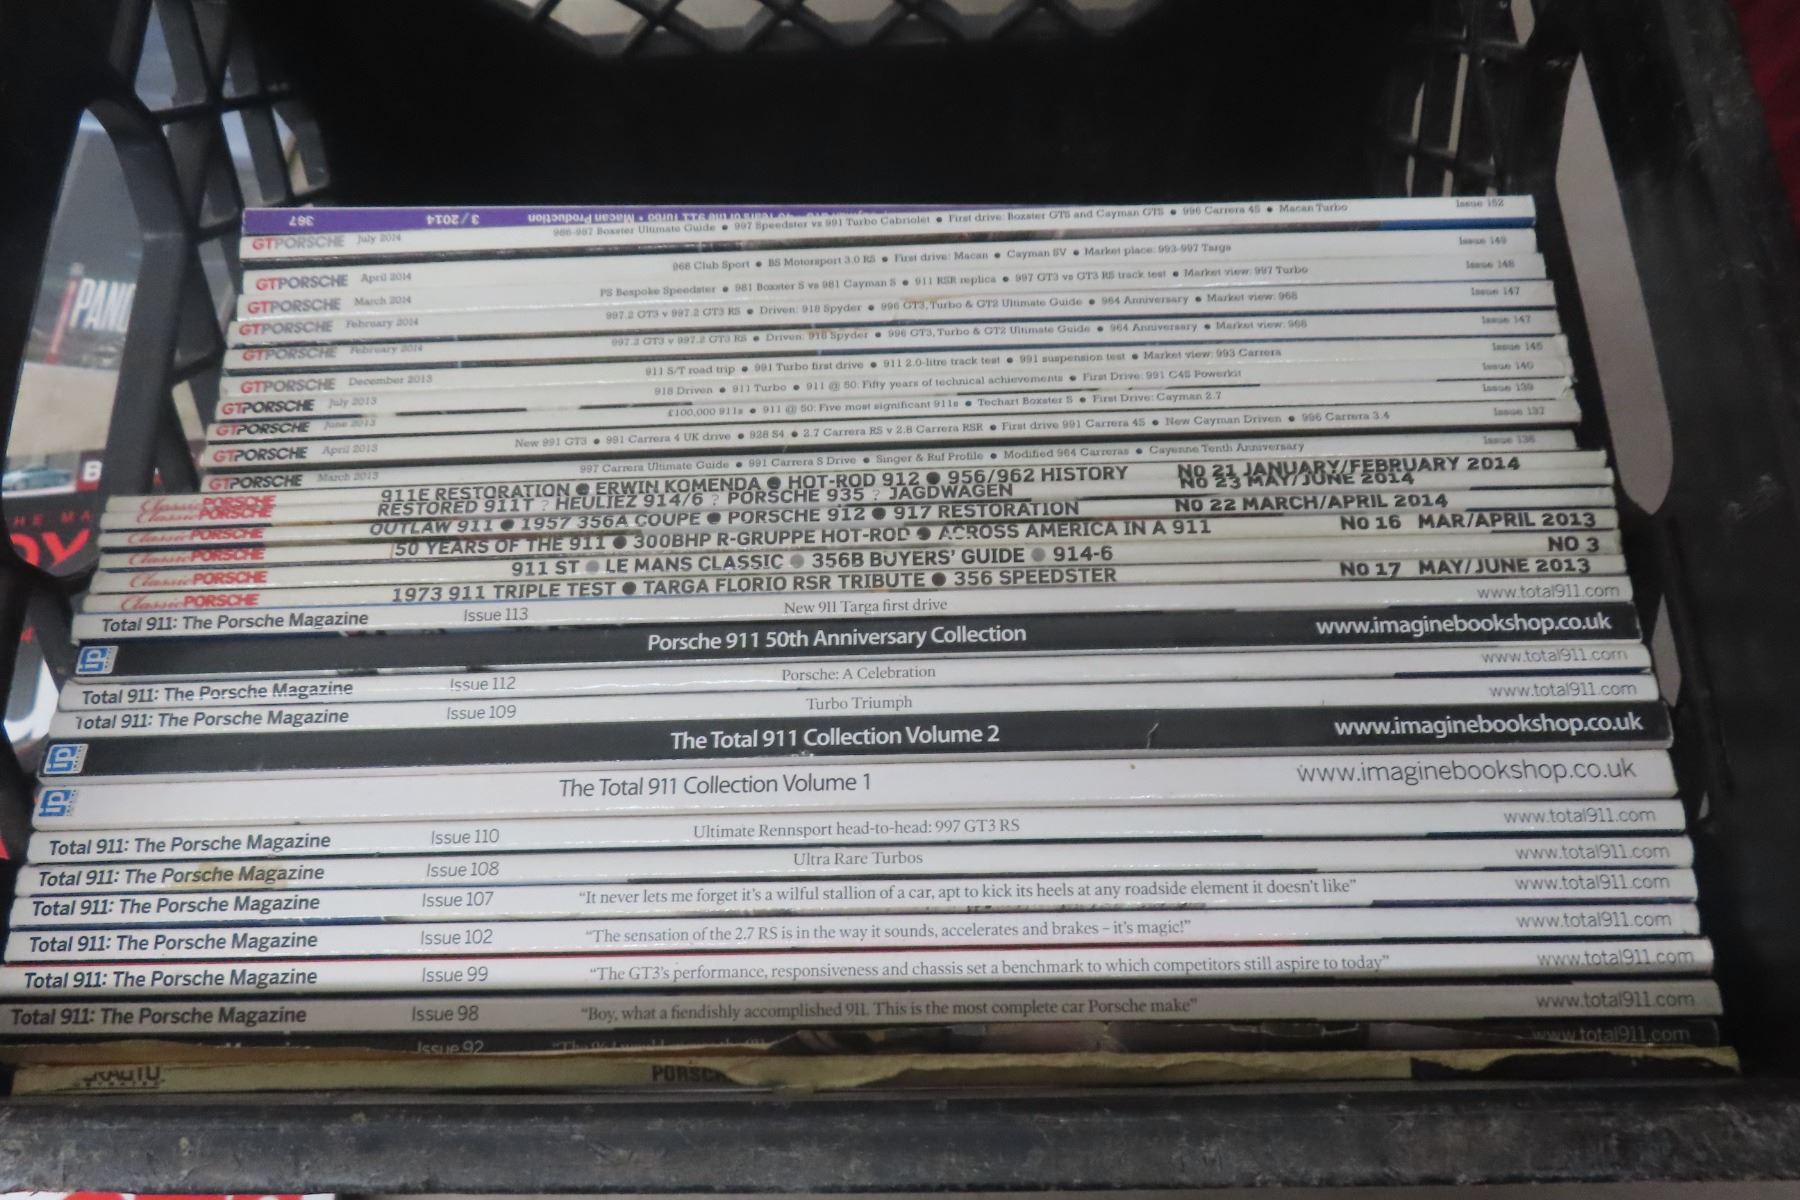 367 3/2014 40 Years of the 911 Turbo • Macan Production
GTPORSCHE July 2014 986-987 Boxster Ultimate Guide ● 997 Speedster vs 991 Turbo Cabriolet ● First drive: Boxster GTS and Cayman GTS ● 996 Carrera 4S ● Macan Turbo Issue 152
GTPORSCHE April 2014 968 Club Sport ● BS Motorsport 3.0 RS ● First drive: Macan ● Cayman SV ● Market place: 993-997 Targa Issue 149
GTPORSCHE March 2014 PS Bespoke Speedster ● 981 Boxster S vs 981 Cayman S ● 911 RSR replica ● 997 GT3 vs GT3 RS track test ● Market view: 997 Turbo Issue 148
GTPORSCHE February 2014 997.2 GT3 v 997.2 GT3 RS ● Driven: 918 Spyder ● 996 GT3, Turbo & GT2 Ultimate Guide ● 964 Anniversary ● Market view: 968 Issue 147
GTPORSCHE February 2014 997.2 GT3 v 997.2 GT3 RS ● Driven: 918 Spyder ● 996 GT3, Turbo & GT2 Ultimate Guide ● 964 Anniversary ● Market view: 968 Issue 147
GTPORSCHE December 2013 911 S/T road trip ● 991 Turbo first drive ● 911 2.0-litre track test ● 991 suspension test ● Market view: 993 Carrera Issue 145
GTPORSCHE July 2013 918 Driven ● 911 Turbo ● 911 @ 50: Fifty years of technical achievements ● First Drive: 991 C4S Powerkit Issue 140
GTPORSCHE June 2013 £100,000 911s ● 911 @ 50: Five most significant 911s ● Techart Boxster S ● First Drive: Cayman 2.7 Issue 139
GTPORSCHE April 2013 New 991 GT3 ● 991 Carrera 4 UK drive ● 928 S4 ● 2.7 Carrera RS v 2.8 Carrera RSR ● First drive 991 Carrera 4S ● New Cayman Driven ● 996 Carrera 3.4 Issue 137
GTPORSCHE March 2013 997 Carrera Ultimate Guide ● 991 Carrera S Drive ● Singer & Ruf Profile ● Modified 964 Carreras ● Cayenne Tenth Anniversary Issue 136
Classic PORSCHE 911E RESTORATION ● ERWIN KOMENDA ● HOT-ROD 912 ● 956/962 HISTORY NO 21 JANUARY/FEBRUARY 2014
Classic PORSCHE RESTORED 911T ? HEULIEZ 914/6 ? PORSCHE 935 ? JAGDWAGEN NO 23 MAY/JUNE 2014
Classic PORSCHE OUTLAW 911 ● 1957 356A COUPE ● PORSCHE 912 ● 917 RESTORATION NO 22 MARCH/APRIL 2014
Classic PORSCHE 50 YEARS OF THE 911 ● 300BHP R-GRUPPE HOT-ROD ● ACROSS AMERICA IN A 911 NO 16 MAR/APRIL 2013
Classic PORSCHE 911 ST ● LE MANS CLASSIC ● 356B BUYERS' GUIDE ● 914-6 NO 3
Classic PORSCHE 1973 911 TRIPLE TEST ● TARGA FLORIO RSR TRIBUTE ● 356 SPEEDSTER NO 17 MAY/JUNE 2013
Total 911: The Porsche Magazine Issue 113 New 911 Targa first drive www.total911.com
ip Porsche 911 50th Anniversary Collection www.imaginebookshop.co.uk
Total 911: The Porsche Magazine Issue 112 Porsche: A Celebration www.total911.com
Total 911: The Porsche Magazine Issue 109 Turbo Triumph www.total911.com
ip The Total 911 Collection Volume 2 www.imaginebookshop.co.uk
ip The Total 911 Collection Volume 1 www.imaginebookshop.co.uk
Total 911: The Porsche Magazine Issue 110 Ultimate Rennsport head-to-head: 997 GT3 RS www.total911.com
Total 911: The Porsche Magazine Issue 108 Ultra Rare Turbos www.total911.com
Total 911: The Porsche Magazine Issue 107 "It never lets me forget it's a wilful stallion of a car, apt to kick its heels at any roadside element it doesn't like" www.total911.com
Total 911: The Porsche Magazine Issue 102 "The sensation of the 2.7 RS is in the way it sounds, accelerates and brakes – it's magic!" www.total911.com
Total 911: The Porsche Magazine Issue 99 "The GT3's performance, responsiveness and chassis set a benchmark to which competitors still aspire to today" www.total911.com
Total 911: The Porsche Magazine Issue 98 "Boy, what a fiendishly accomplished 911. This is the most complete car Porsche make" www.total911.com
Issue 92 www.total911.com